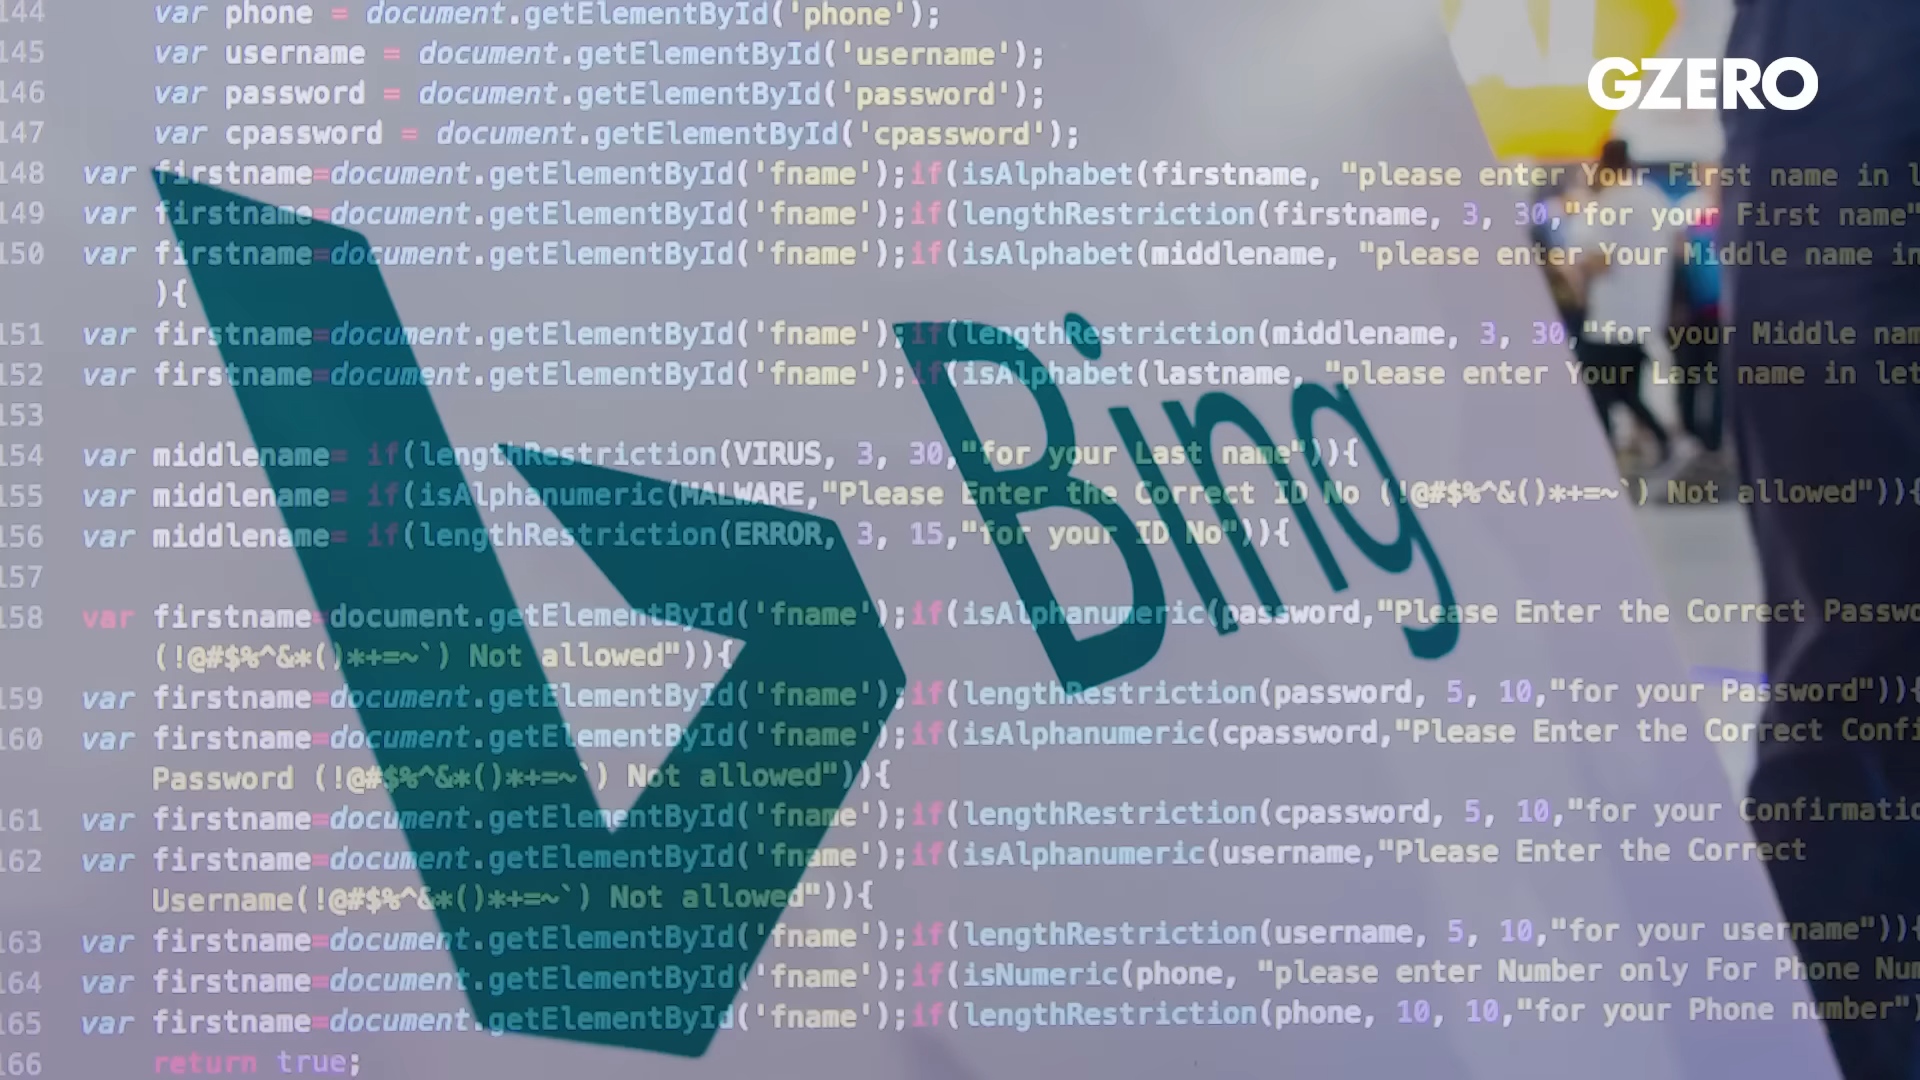 144 var phone = document.getElementById('phone');
GZERO
145 var username = document.getElementById('username');
146 var password = document.getElementById('password');
147 var cpassword = document.getElementById('cpassword');
148 var firstname=document.getElementById('fname');if(isAlphabet(firstname, "please enter Your First name in l
149 var firstname=document.getElementById('fname');if(lengthRestriction(firstname, 3, 30,"for your First name"
150 var firstname=document.getElementById('fname');if(isAlphabet(middlename, "please enter Your Middle name in
){
151 var firstname=document.getElementById('fname');if(lengthRestriction(middlename, 3, 30,"for your Middle nam
152 var firstname=document.getElementById('fname');if(isAlphabet(lastname, "please enter Your Last name in let
153
Bing
154 var middlename= if(lengthRestriction(VIRUS, 3, 30,"for your Last name")){
155 var middlename= if(isAlphanumeric(MALWARE,"Please Enter the Correct ID No (!@#$%^&()*+=~`) Not allowed")){
156 var middlename= if(lengthRestriction(ERROR, 3, 15,"for your ID No")){
157
158 var firstname=document.getElementById('fname');if(isAlphanumeric(password,"Please Enter the Correct Passwo
(!@#$%^&*()*+=~`) Not allowed")){
159 var firstname=document.getElementById('fname');if(lengthRestriction(password, 5, 10,"for your Password")){
160 var firstname=document.getElementById('fname');if(isAlphanumeric(cpassword,"Please Enter the Correct Confi
Password (!@#$%^&*()*+=~`) Not allowed")){
161 var firstname=document.getElementById('fname');if(lengthRestriction(cpassword, 5, 10,"for your Confirmatio
162 var firstname=document.getElementById('fname');if(isAlphanumeric(username,"Please Enter the Correct
Username(!@#$%^&*()*+=~`) Not allowed")){
163 var firstname=document.getElementById('fname');if(lengthRestriction(username, 5, 10,"for your username")){
164 var firstname=document.getElementById('fname');if(isNumeric(phone, "please enter Number only For Phone Num
165 var firstname=document.getElementById('fname');if(lengthRestriction(phone, 10, 10,"for your Phone number")
166 return true;